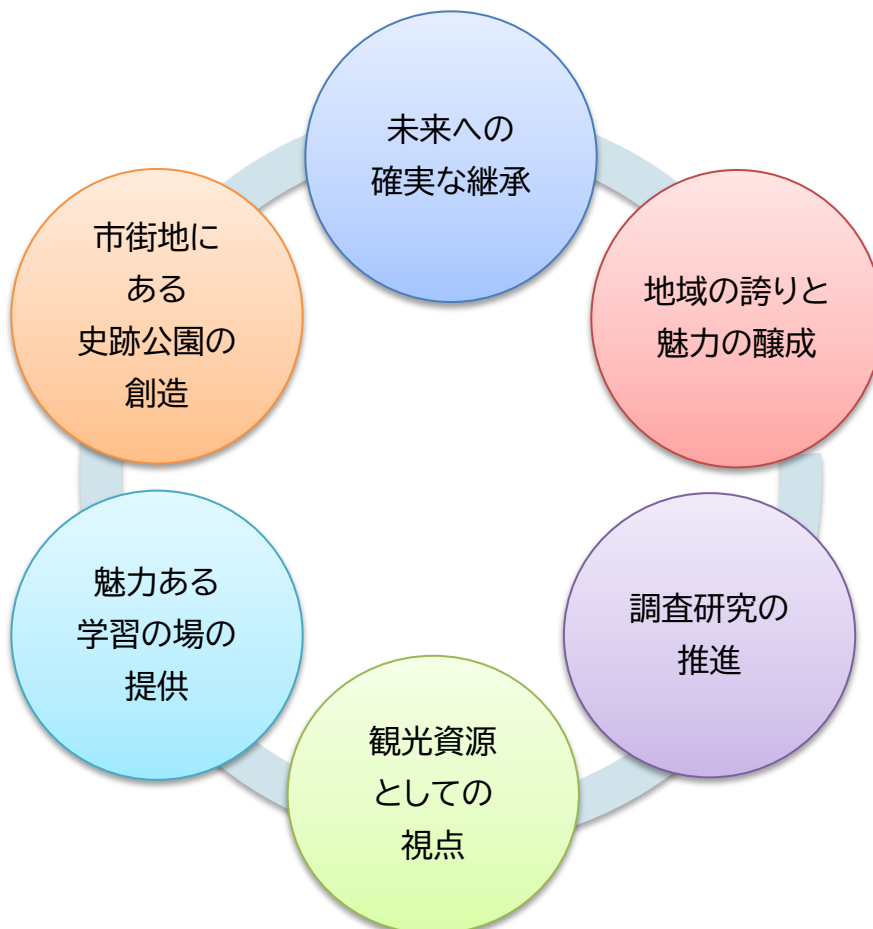 未来への
確実な継承
地域の誇りと
魅力の醸成
調査研究の
推進
観光資源
としての
視点
魅力ある
学習の場の
提供
市街地に
ある
史跡公園の
創造